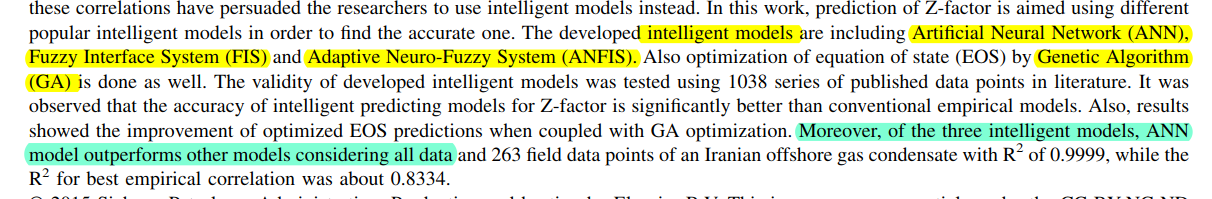 these correlations have persuaded the researchers to use intelligent models instead. In this work, prediction of Z-factor is aimed using different
popular intelligent models in order to find the accurate one. The developed intelligent models are including Artificial Neural Network (ANN),
Fuzzy Interface System (FIS) and Adaptive Neuro-Fuzzy System (ANFIS). Also optimization of equation of state (EOS) by Genetic Algorithm
(GA) is done as well. The validity of developed intelligent models was tested using 1038 series of published data points in literature. It was
observed that the accuracy of intelligent predicting models for Z-factor is significantly better than conventional empirical models. Also, results
showed the improvement of optimized EOS predictions when coupled with GA optimization. Moreover, of the three intelligent models, ANN
model outperforms other models considering all data and 263 field data points of an Iranian offshore gas condensate with R² of 0.9999, while the
R² for best empirical correlation was about 0.8334.